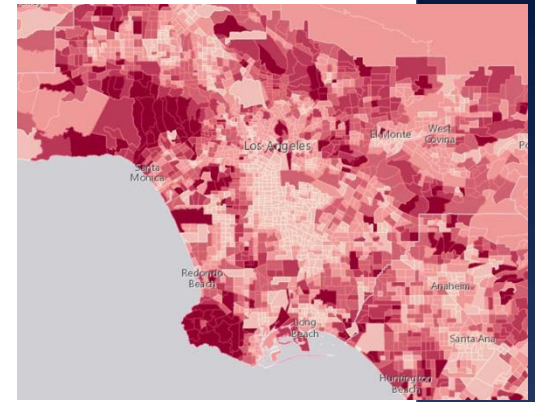 Los Angeles
El Monte
West
Covina
Santa
Monica
Redondo
Beach
Anaheim
Long
Beach
Santa Ana
Huntington
Beach